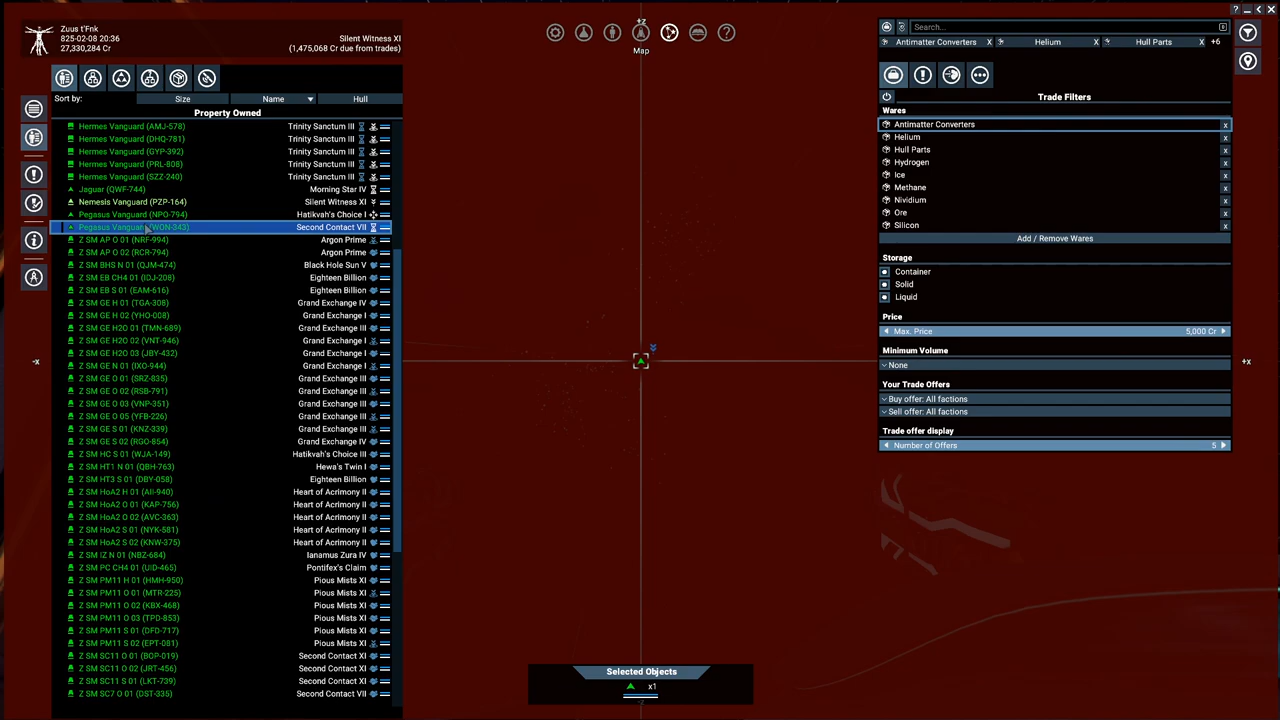 Zuus t'Fnk
825-02-08 20:36
27,330,284 Cr
Silent Witness XI
(1,475,068 Cr due from trades)
+z
Map
?
Search...
Antimatter Converters x
Helium x
Hull Parts x
+6
Sort by:
Size
Name
Hull
Property Owned
Hermes Vanguard (AMJ-578) Trinity Sanctum III
Hermes Vanguard (DHQ-781) Trinity Sanctum III
Hermes Vanguard (GYP-392) Trinity Sanctum III
Hermes Vanguard (PRL-808) Trinity Sanctum III
Hermes Vanguard (SZZ-240) Trinity Sanctum III
Jaguar (QWF-744) Morning Star IV
Nemesis Vanguard (PZP-164) Silent Witness XI
Pegasus Vanguard (NPO-794) Hatikvah's Choice I
Pegasus Vanguard (WON-343) Second Contact VII
Z SM AP O 01 (NRF-994) Argon Prime
Z SM AP O 02 (RCR-794) Argon Prime
Z SM BHS N 01 (QJM-474) Black Hole Sun V
Z SM EB CH4 01 (IDJ-208) Eighteen Billion
Z SM EB S 01 (EAM-616) Eighteen Billion
Z SM GE H 01 (TGA-308) Grand Exchange IV
Z SM GE H 02 (YHO-008) Grand Exchange I
Z SM GE H2O 01 (TMN-689) Grand Exchange III
Z SM GE H2O 02 (VNT-946) Grand Exchange I
Z SM GE H2O 03 (JBY-432) Grand Exchange I
Z SM GE N 01 (IXO-944) Grand Exchange I
Z SM GE O 01 (SRZ-835) Grand Exchange III
Z SM GE O 02 (RSB-791) Grand Exchange III
Z SM GE O 03 (VNP-351) Grand Exchange III
Z SM GE O 05 (YFB-226) Grand Exchange III
Z SM GE S 01 (KNZ-339) Grand Exchange III
Z SM GE S 02 (RGO-854) Grand Exchange IV
Z SM HC S 01 (WJA-149) Hatikvah's Choice III
Z SM HT1 N 01 (QBH-763) Hewa's Twin I
Z SM HT3 S 01 (DBY-058) Eighteen Billion
Z SM HoA2 H 01 (AII-940) Heart of Acrimony II
Z SM HoA2 O 01 (KAP-756) Heart of Acrimony II
Z SM HoA2 O 02 (AVC-363) Heart of Acrimony II
Z SM HoA2 S 01 (NYK-581) Heart of Acrimony II
Z SM HoA2 S 02 (KNW-375) Heart of Acrimony II
Z SM IZ N 01 (NBZ-684) Ianamus Zura IV
Z SM PC CH4 01 (UID-465) Pontifex's Claim
Z SM PM11 H 01 (HMH-950) Pious Mists XI
Z SM PM11 O 01 (MTR-225) Pious Mists XI
Z SM PM11 O 02 (KBX-468) Pious Mists XI
Z SM PM11 O 03 (TPD-853) Pious Mists XI
Z SM PM11 S 01 (DFD-717) Pious Mists XI
Z SM PM11 S 02 (EPT-081) Pious Mists XI
Z SM SC11 O 01 (BOP-019) Second Contact XI
Z SM SC11 O 02 (JRT-456) Second Contact XI
Z SM SC11 S 01 (LKT-739) Second Contact XI
Z SM SC7 O 01 (DST-335) Second Contact VII
-x
+x
Selected Objects
x1
-z
Trade Filters
Wares
Antimatter Converters x
Helium x
Hull Parts x
Hydrogen x
Ice x
Methane x
Nividium x
Ore x
Silicon x
Add / Remove Wares
Storage
Container
Solid
Liquid
Price
Max. Price 5,000 Cr
Minimum Volume
None
Your Trade Offers
Buy offer: All factions
Sell offer: All factions
Trade offer display
Number of Offers 5